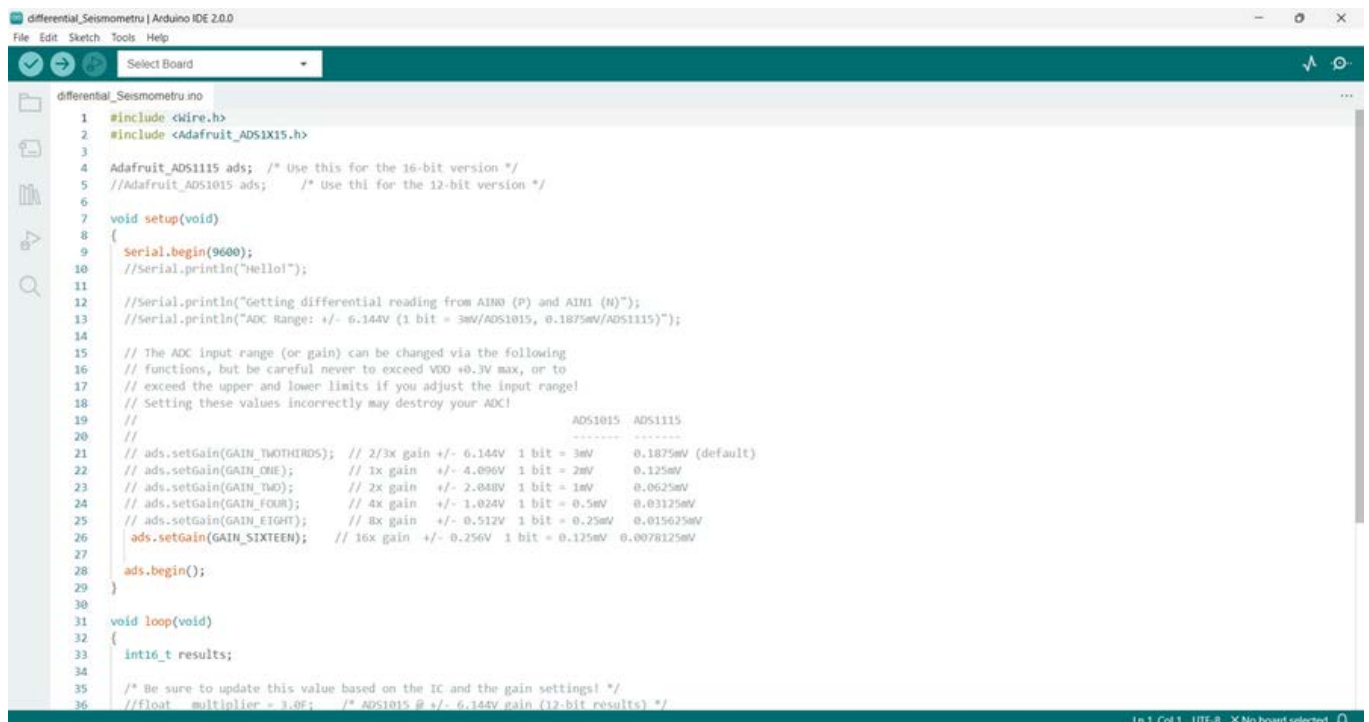 differential_Seismometru | Arduino IDE 2.0.0
File Edit Sketch Tools Help
Select Board
differential_Seismometru.ino
1 #include <Wire.h>
2 #include <Adafruit_ADS1X15.h>
3
4 Adafruit_ADS1115 ads; /* Use this for the 16-bit version */
5 //Adafruit_ADS1015 ads; /* Use thi for the 12-bit version */
6
7 void setup(void)
8 {
9 Serial.begin(9600);
10 //Serial.println("Hello!");
11
12 //Serial.println("Getting differential reading from AIN0 (P) and AIN1 (N)");
13 //Serial.println("ADC Range: +/- 6.144V (1 bit = 3mV/ADS1015, 0.1875mV/ADS1115)");
14
15 // The ADC input range (or gain) can be changed via the following
16 // functions, but be careful never to exceed VDD +0.3V max, or to
17 // exceed the upper and lower limits if you adjust the input range!
18 // Setting these values incorrectly may destroy your ADC!
19 // ADS1015 ADS1115
20 // ------- -------
21 // ads.setGain(GAIN_TWOTHIRDS); // 2/3x gain +/- 6.144V 1 bit = 3mV 0.1875mV (default)
22 // ads.setGain(GAIN_ONE); // 1x gain +/- 4.096V 1 bit = 2mV 0.125mV
23 // ads.setGain(GAIN_TWO); // 2x gain +/- 2.048V 1 bit = 1mV 0.0625mV
24 // ads.setGain(GAIN_FOUR); // 4x gain +/- 1.024V 1 bit = 0.5mV 0.03125mV
25 // ads.setGain(GAIN_EIGHT); // 8x gain +/- 0.512V 1 bit = 0.25mV 0.015625mV
26 ads.setGain(GAIN_SIXTEEN); // 16x gain +/- 0.256V 1 bit = 0.125mV 0.0078125mV
27
28 ads.begin();
29 }
30
31 void loop(void)
32 {
33 int16_t results;
34
35 /* Be sure to update this value based on the IC and the gain settings! */
36 //float multiplier = 3.0F; /* ADS1015 @ +/- 6.144V gain (12-bit results) */
Ln 1, Col 1 UTF-8 X No board selected